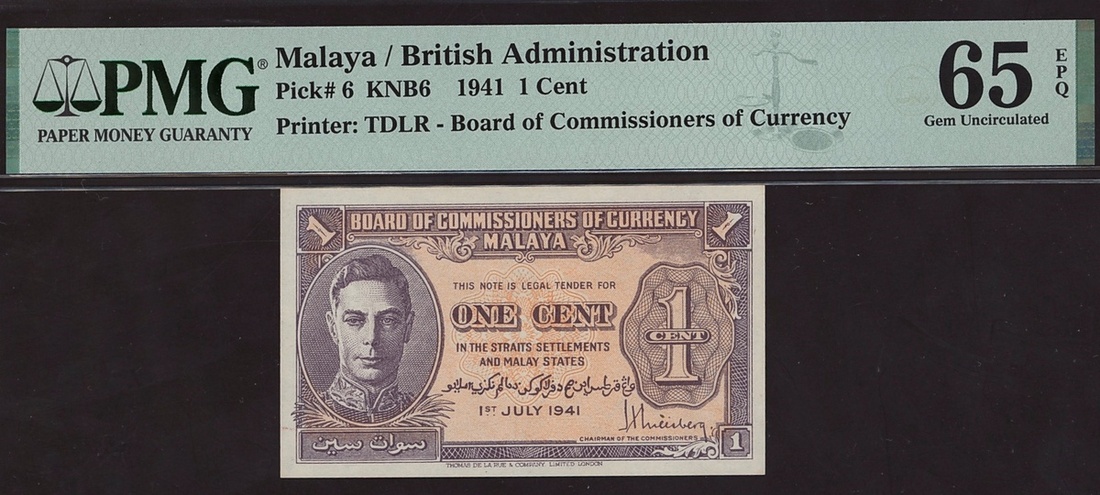 PMG®
PAPER MONEY GUARANTY
Malaya / British Administration
Pick# 6 KNB6 1941 1 Cent
Printer: TDLR - Board of Commissioners of Currency
65 EPQ
Gem Uncirculated
1 BOARD OF COMMISSIONERS OF CURRENCY 1
MALAYA
THIS NOTE IS LEGAL TENDER FOR
ONE CENT
1
CENT
IN THE STRAITS SETTLEMENTS
AND MALAY STATES
1ST JULY 1941
CHAIRMAN OF THE COMMISSIONERS
سوات سين
1
THOMAS DE LA RUE & COMPANY, LIMITED, LONDON